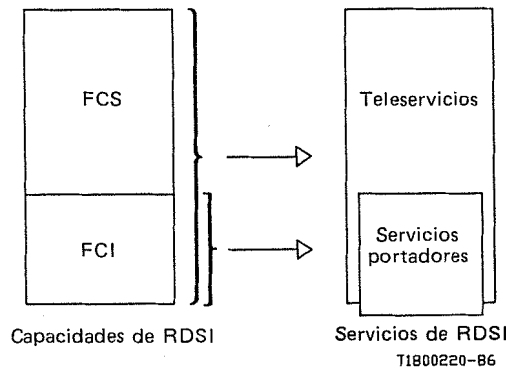 FCS
Teleservicios
FCI
Servicios
portadores
Capacidades de RDSI
Servicios de RDSI
T1800220-86